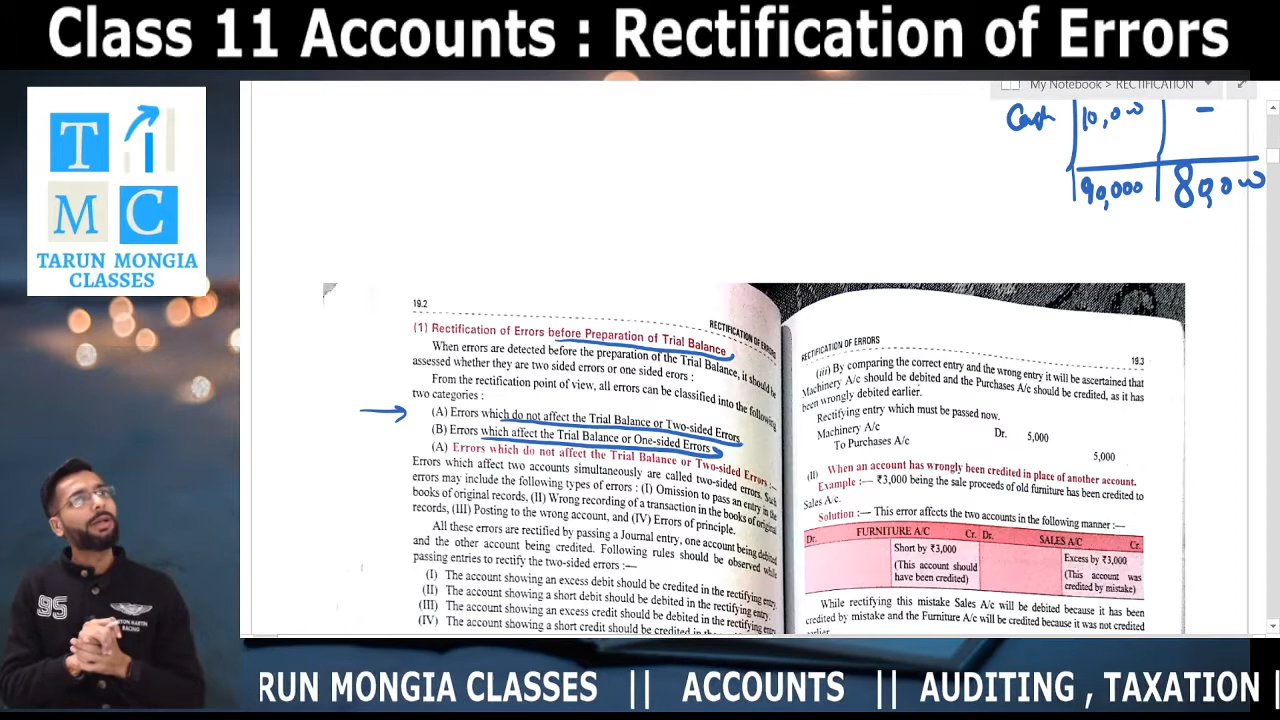 Class 11 Accounts : Rectification of Errors
My Notebook > RECTIFICATION
Cash 10,000 -
90,000 80,000
T
M C
TARUN MONGIA
CLASSES
19.2
RECTIFICATION OF ERRORS
(1) Rectification of Errors before Preparation of Trial Balance
When errors are detected before the preparation of the Trial Balance, it should be
assessed whether they are two sided errors or one sided errors :
From the rectification point of view, all errors can be classified into the following
two categories :
(A) Errors which do not affect the Trial Balance or Two-sided Errors
(B) Errors which affect the Trial Balance or One-sided Errors
(A) Errors which do not affect the Trial Balance or Two-sided Errors :—
Errors which affect two accounts simultaneously are called two-sided errors. Such
errors may include the following types of errors : (I) Omission to pass an entry in the
books of original records, (II) Wrong recording of a transaction in the books of original
records, (III) Posting to the wrong account, and (IV) Errors of principle.
All these errors are rectified by passing a Journal entry, one account being debited
and the other account being credited. Following rules should be observed while
passing entries to rectify the two-sided errors :—
(I) The account showing an excess debit should be credited in the rectifying entry.
(II) The account showing a short debit should be debited in the rectifying entry.
(III) The account showing an excess credit should be debited in the rectifying entry.
(IV) The account showing a short credit should be credited in the
RECTIFICATION OF ERRORS
19.3
(iii) By comparing the correct entry and the wrong entry it will be ascertained that
Machinery A/c should be debited and the Purchases A/c should be credited, as it has
been wrongly debited earlier.
Rectifying entry which must be passed now.
Machinery A/c Dr. 5,000
To Purchases A/c 5,000
(II) When an account has wrongly been credited in place of another account.
Example :— ₹3,000 being the sale proceeds of old furniture has been credited to
Sales A/c.
Solution :— This error affects the two accounts in the following manner :—
Dr. FURNITURE A/C Cr. Dr. SALES A/C Cr.
Short by ₹3,000
(This account should
have been credited)
Excess by ₹3,000
(This account was
credited by mistake)
While rectifying this mistake Sales A/c will be debited because it has been
credited by mistake and the Furniture A/c will be credited because it was not credited
earlier.
95
ASTON MARTIN
RACING
RUN MONGIA CLASSES || ACCOUNTS || AUDITING , TAXATION |